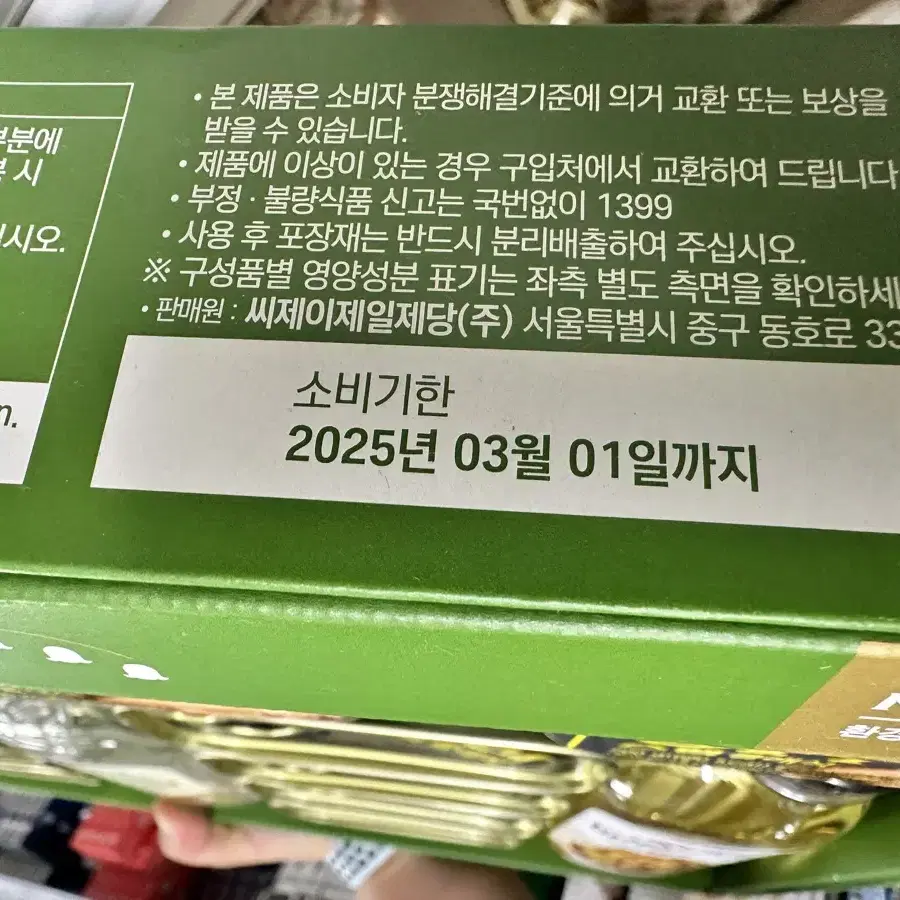 • 본 제품은 소비자 분쟁해결기준에 의거 교환 또는 보상을
받을 수 있습니다.
• 제품에 이상이 있는 경우 구입처에서 교환하여 드립니다
• 부정 · 불량식품 신고는 국번없이 1399
• 사용 후 포장재는 반드시 분리배출하여 주십시오.
※ 구성품별 영양성분 표기는 좌측 별도 측면을 확인하세
• 판매원 : 씨제이제일제당(주) 서울특별시 중구 동호로 33
소비기한
2025년 03월 01일까지
부분에
시
시오.
n.